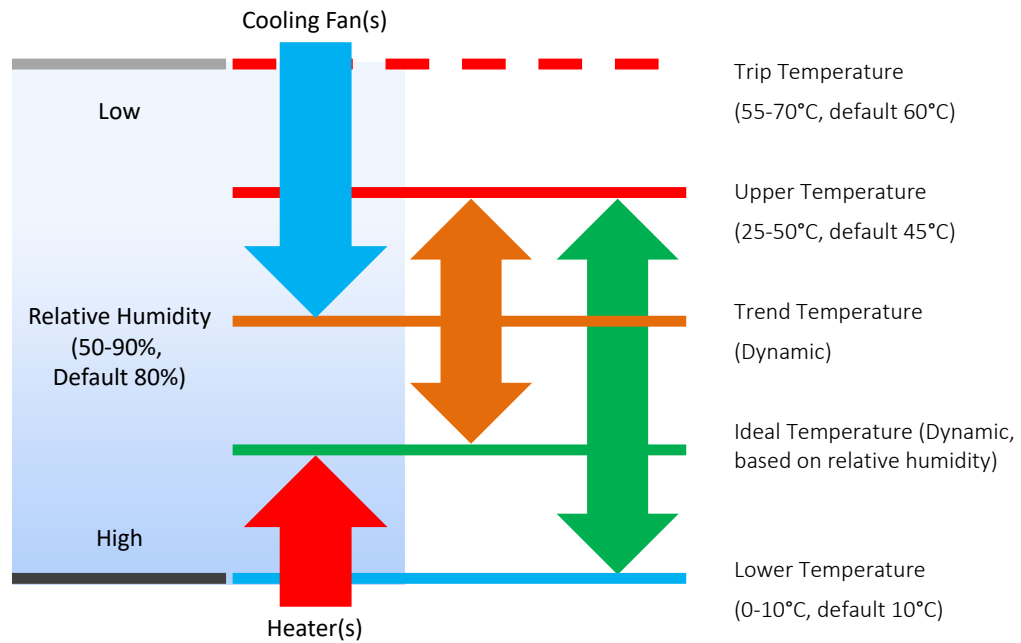 Cooling Fan(s)
Low
Relative Humidity
(50-90%,
Default 80%)
High
Heater(s)
Trip Temperature
(55-70°C, default 60°C)
Upper Temperature
(25-50°C, default 45°C)
Trend Temperature
(Dynamic)
Ideal Temperature (Dynamic,
based on relative humidity)
Lower Temperature
(0-10°C, default 10°C)